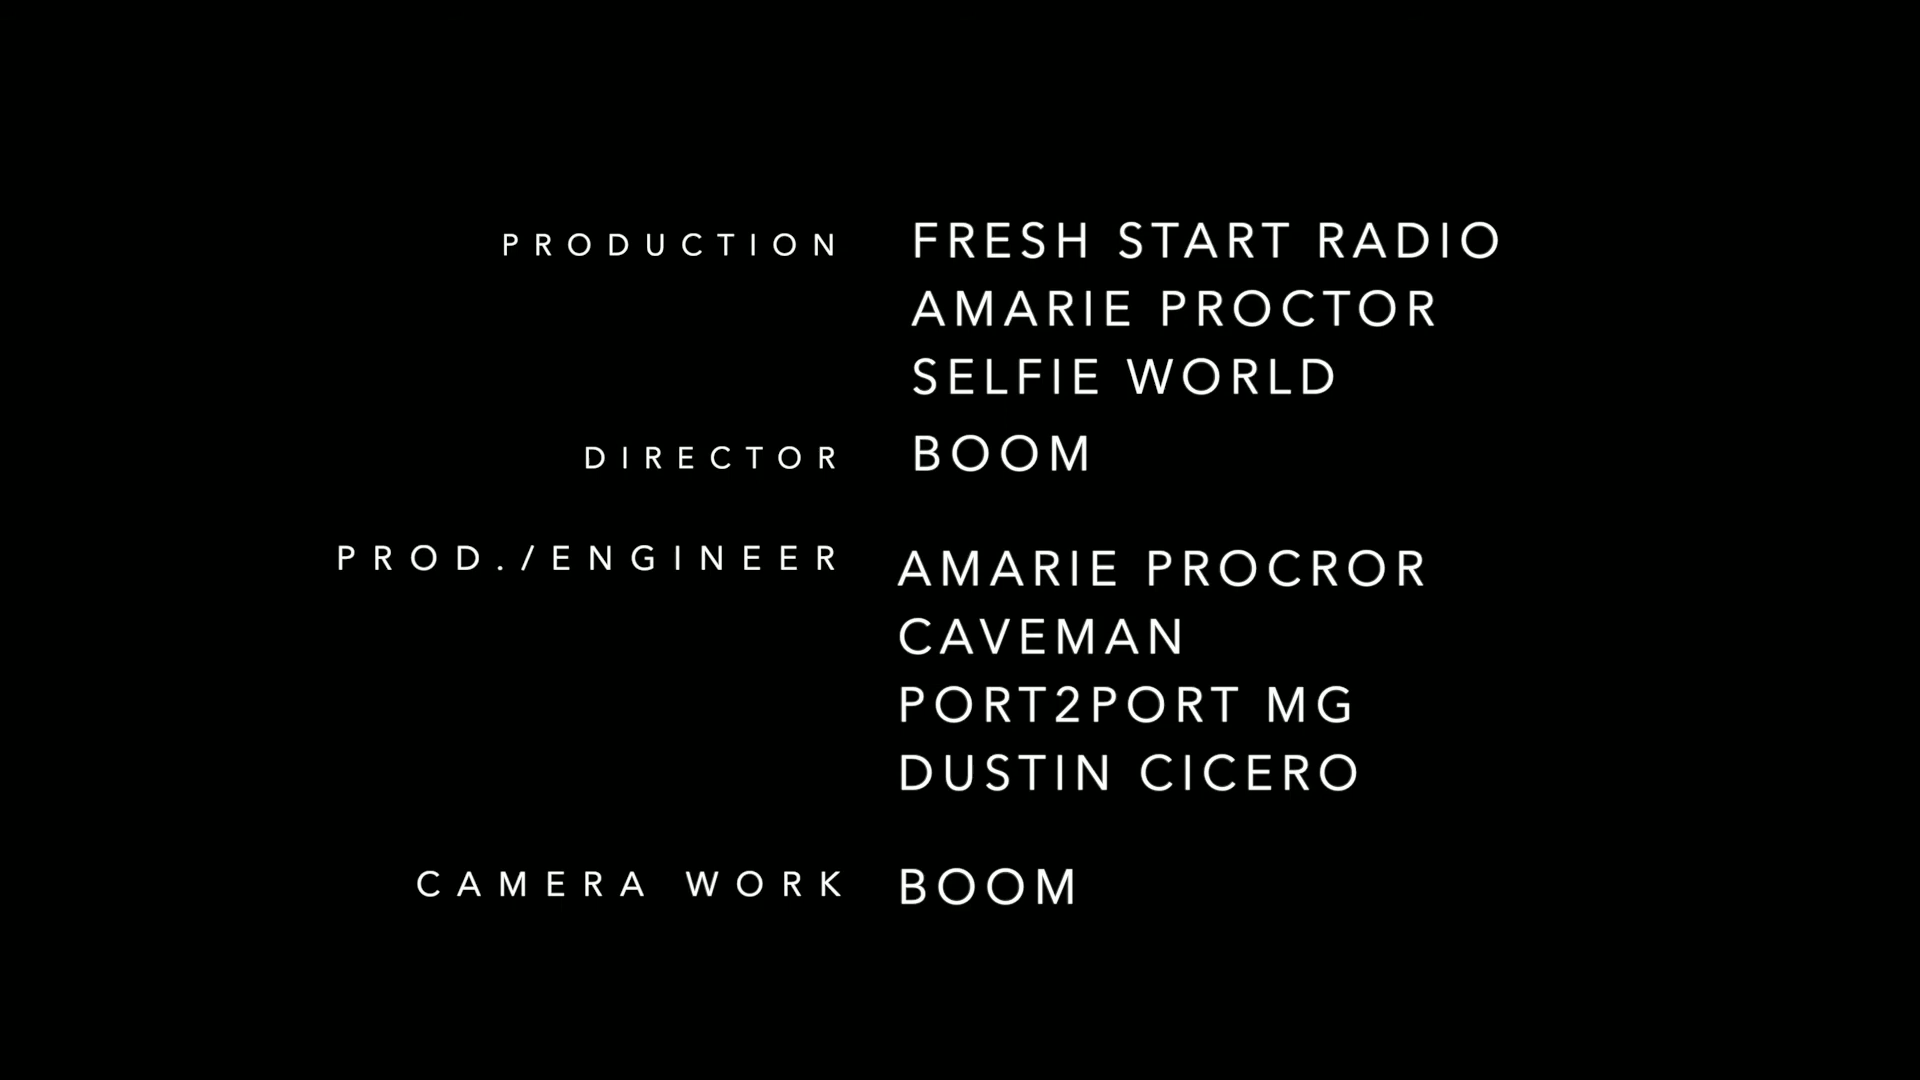 PRODUCTION FRESH START RADIO
AMARIE PROCTOR
SELFIE WORLD
DIRECTOR BOOM
PROD./ENGINEER AMARIE PROCROR
CAVEMAN
PORT2PORT MG
DUSTIN CICERO
CAMERA WORK BOOM